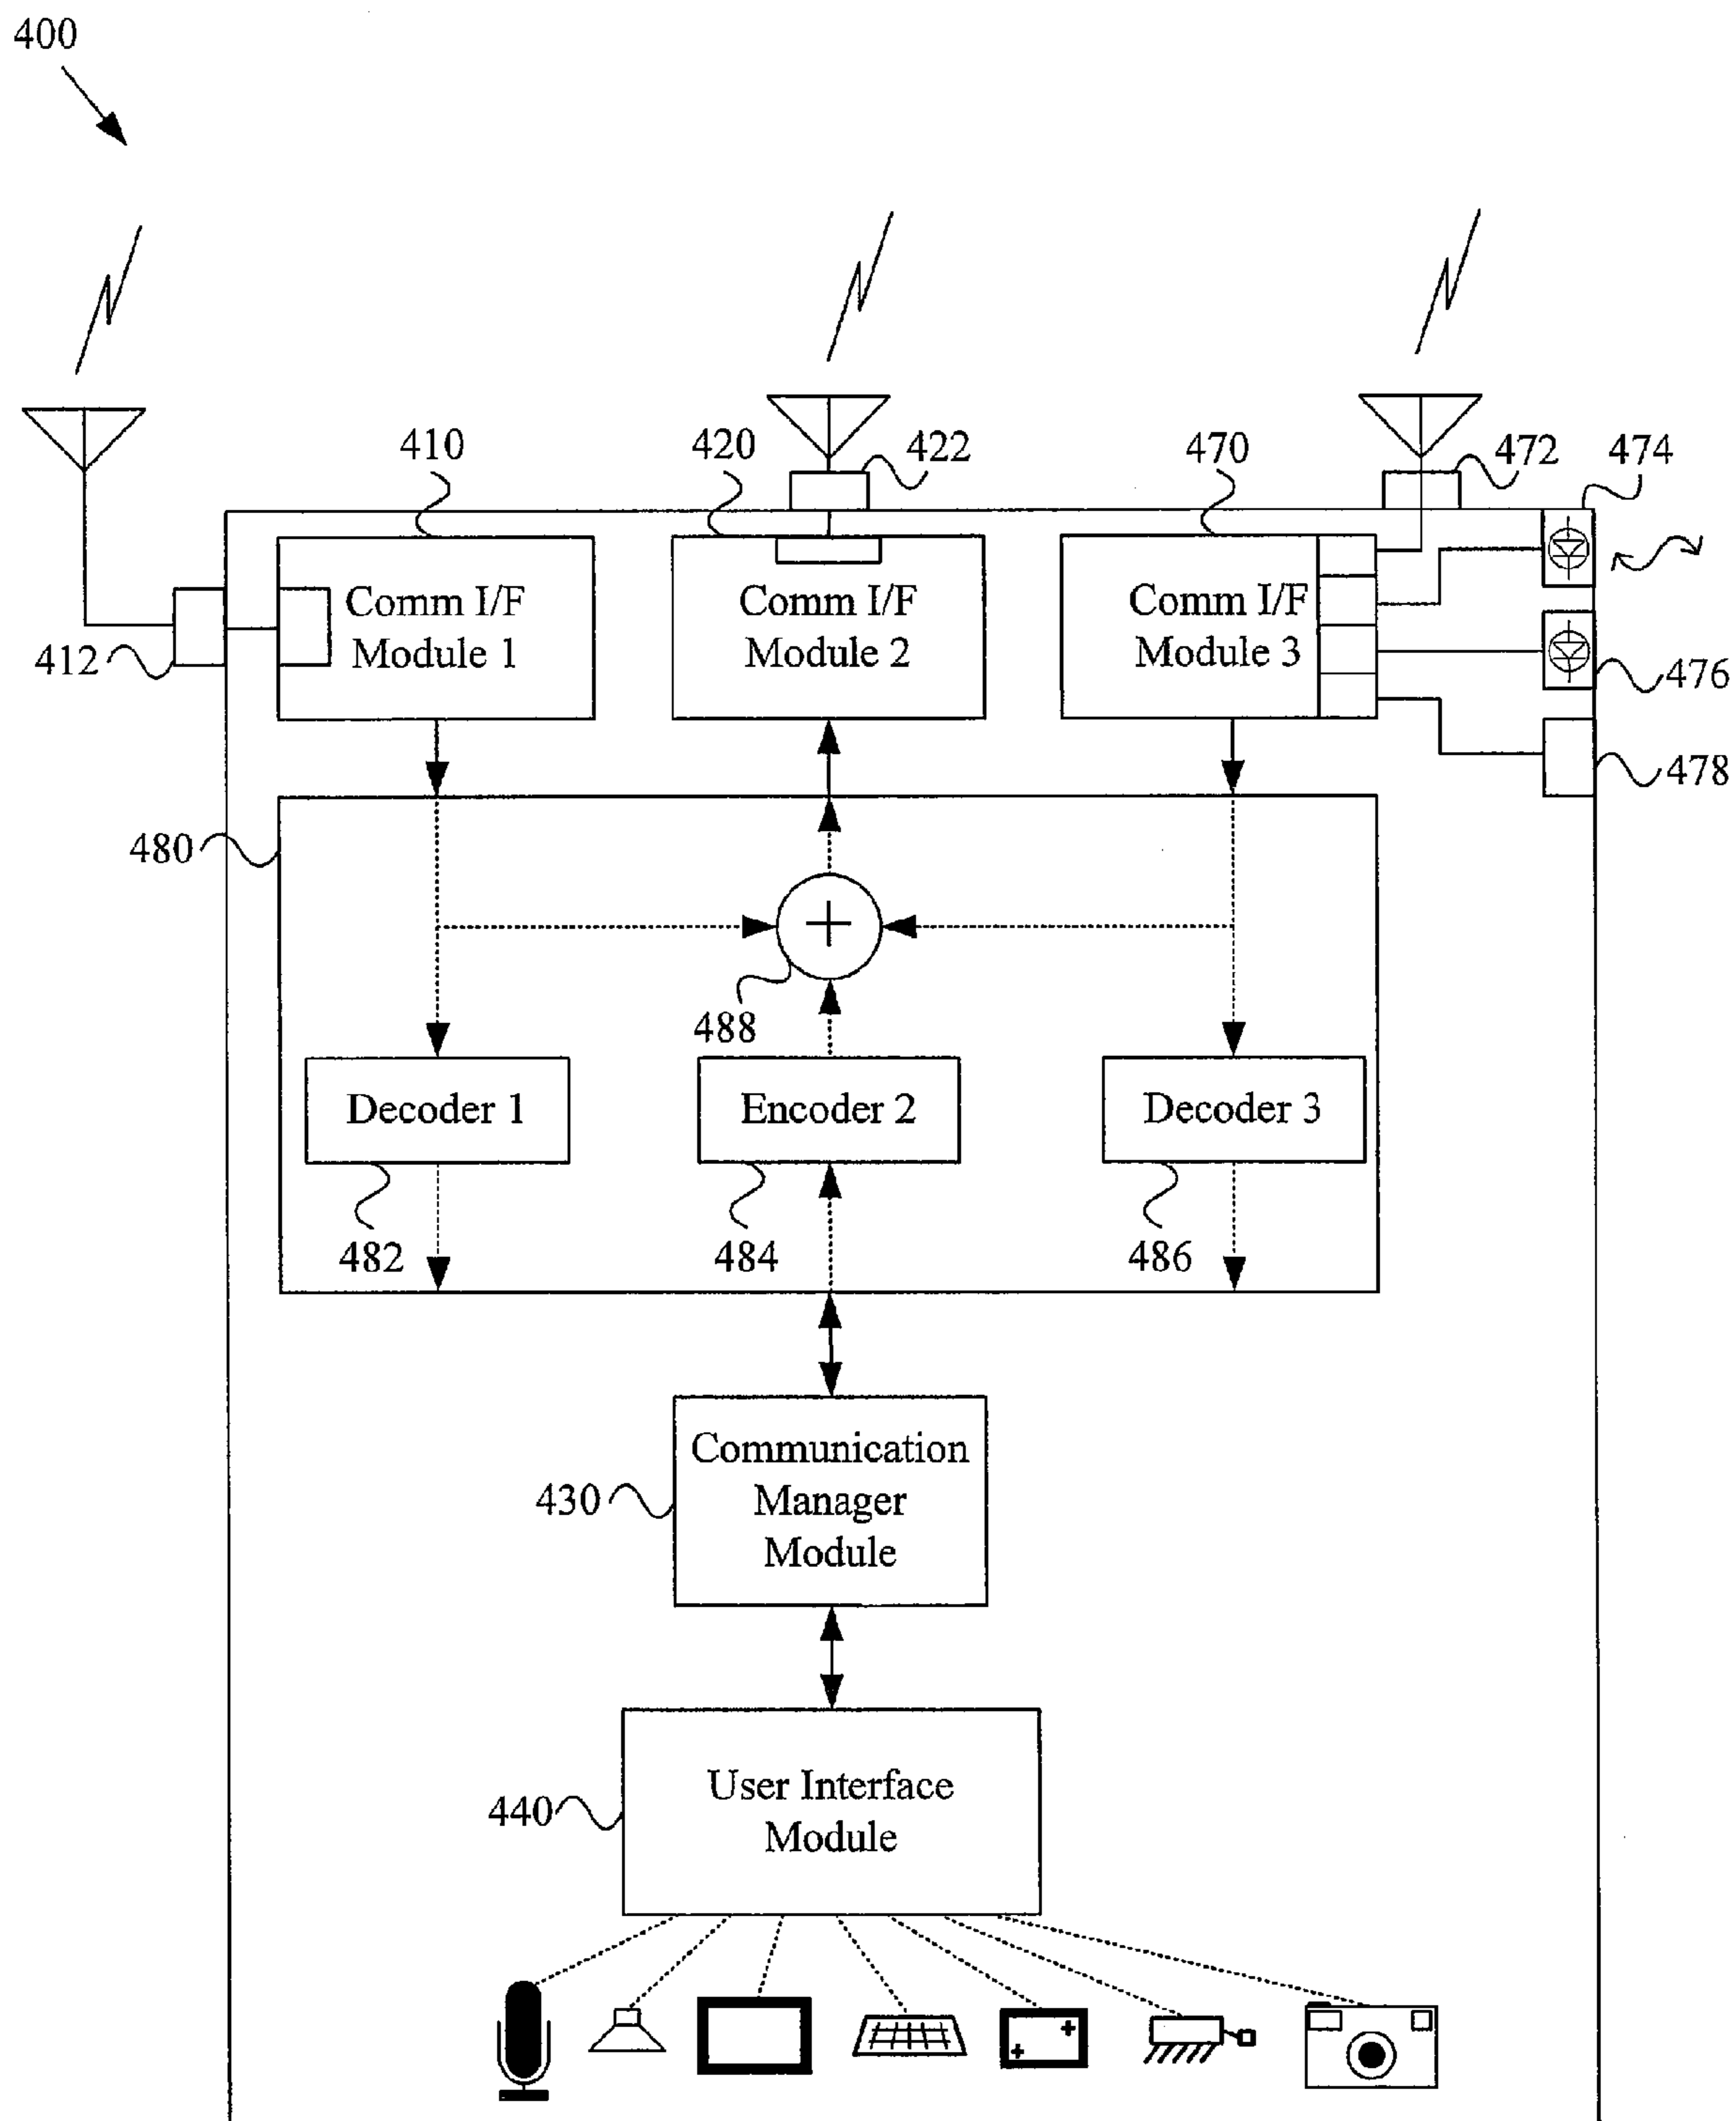 400
410
420
422
470
472
474
Comm I/F
Module 1
Comm I/F
Module 2
Comm I/F
Module 3
412
476
478
480
+
488
Decoder 1
Encoder 2
Decoder 3
482
484
486
Communication
Manager
Module
430
User Interface
Module
440